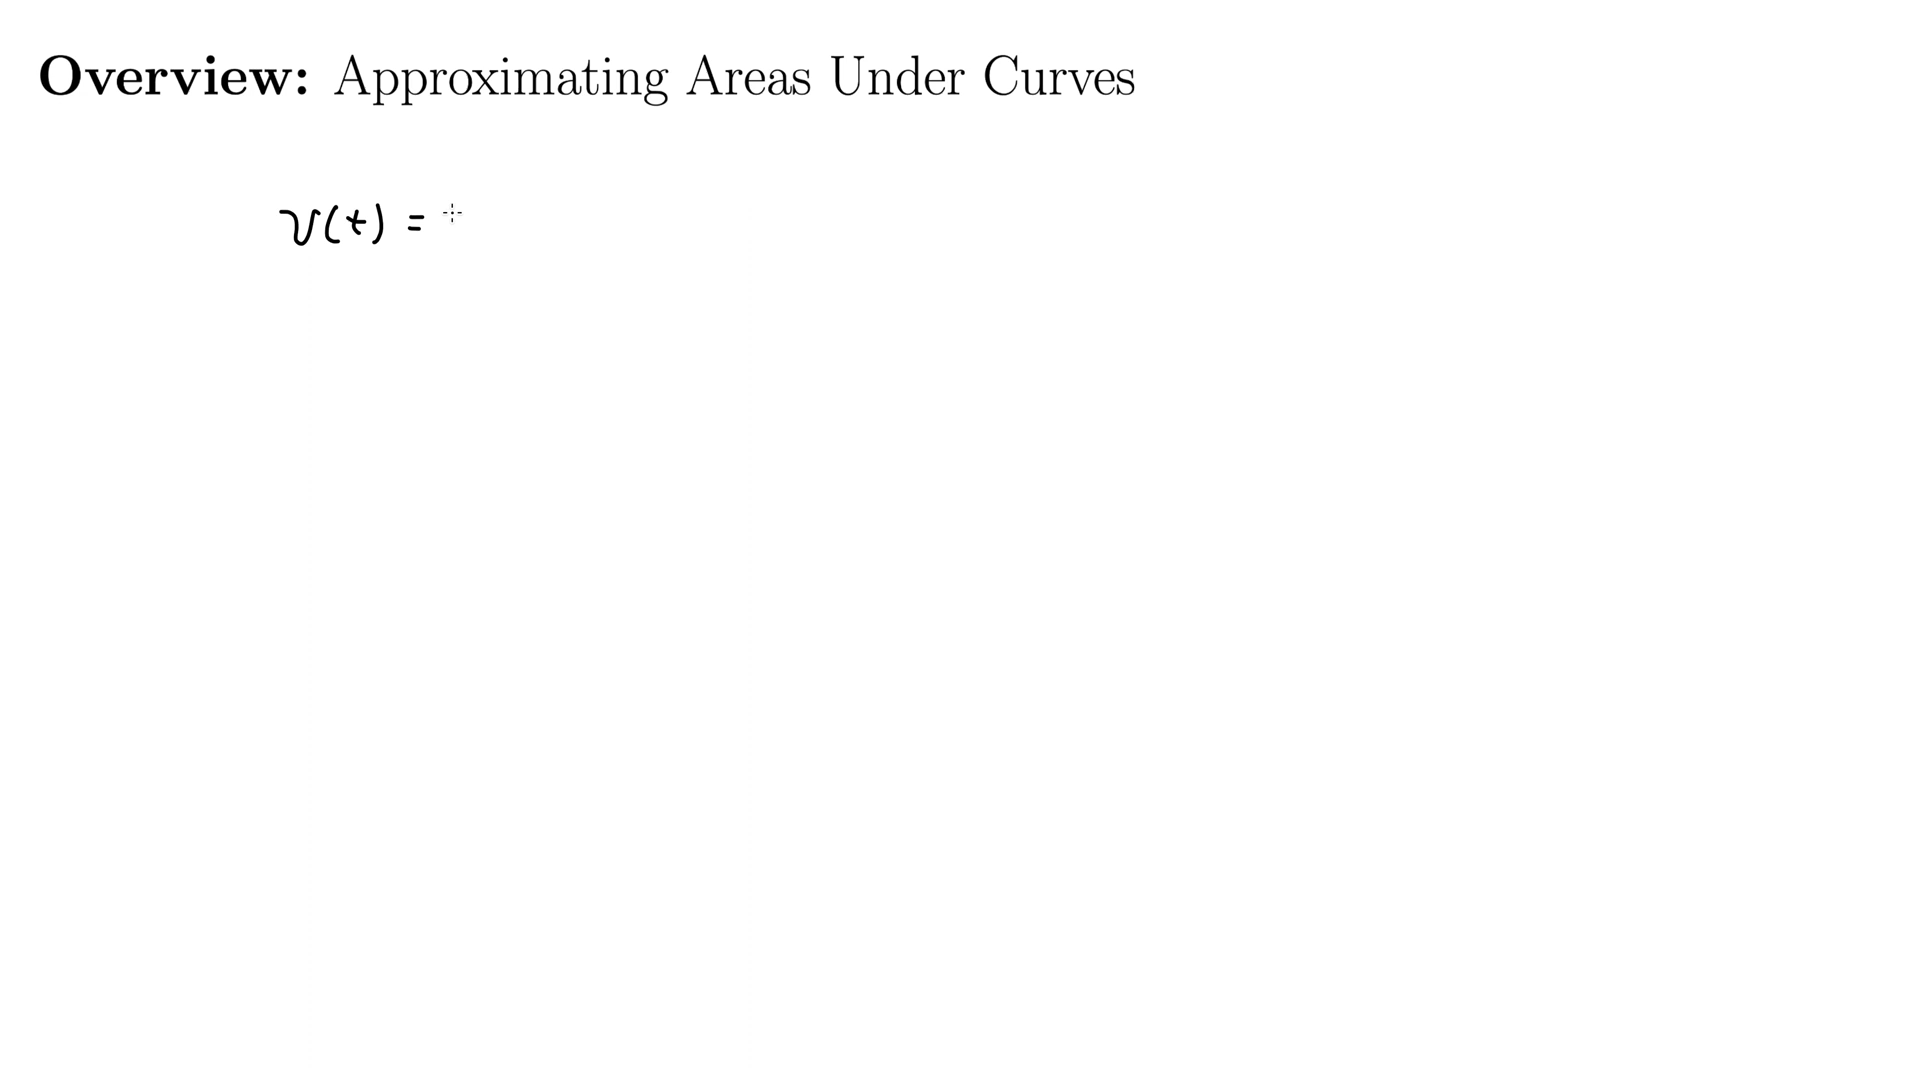 Overview: Approximating Areas Under Curves
v(t) =